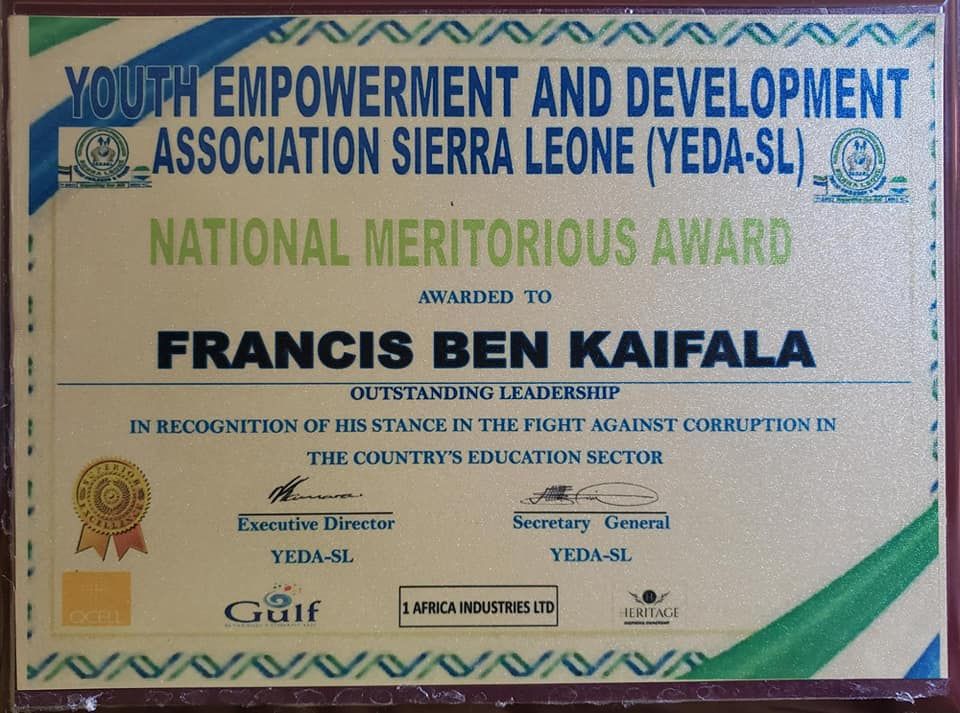 YOUTH EMPOWERMENT AND DEVELOPMENT
ASSOCIATION SIERRA LEONE (YEDA-SL)
NATIONAL MERITORIOUS AWARD
AWARDED TO
FRANCIS BEN KAIFALA
OUTSTANDING LEADERSHIP
IN RECOGNITION OF HIS STANCE IN THE FIGHT AGAINST CORRUPTION IN
THE COUNTRY'S EDUCATION SECTOR
SUPERIOR
EXCELLENCE
Executive Director
Secretary General
YEDA-SL
YEDA-SL
Gulf
1 AFRICA INDUSTRIES LTD
HERITAGE